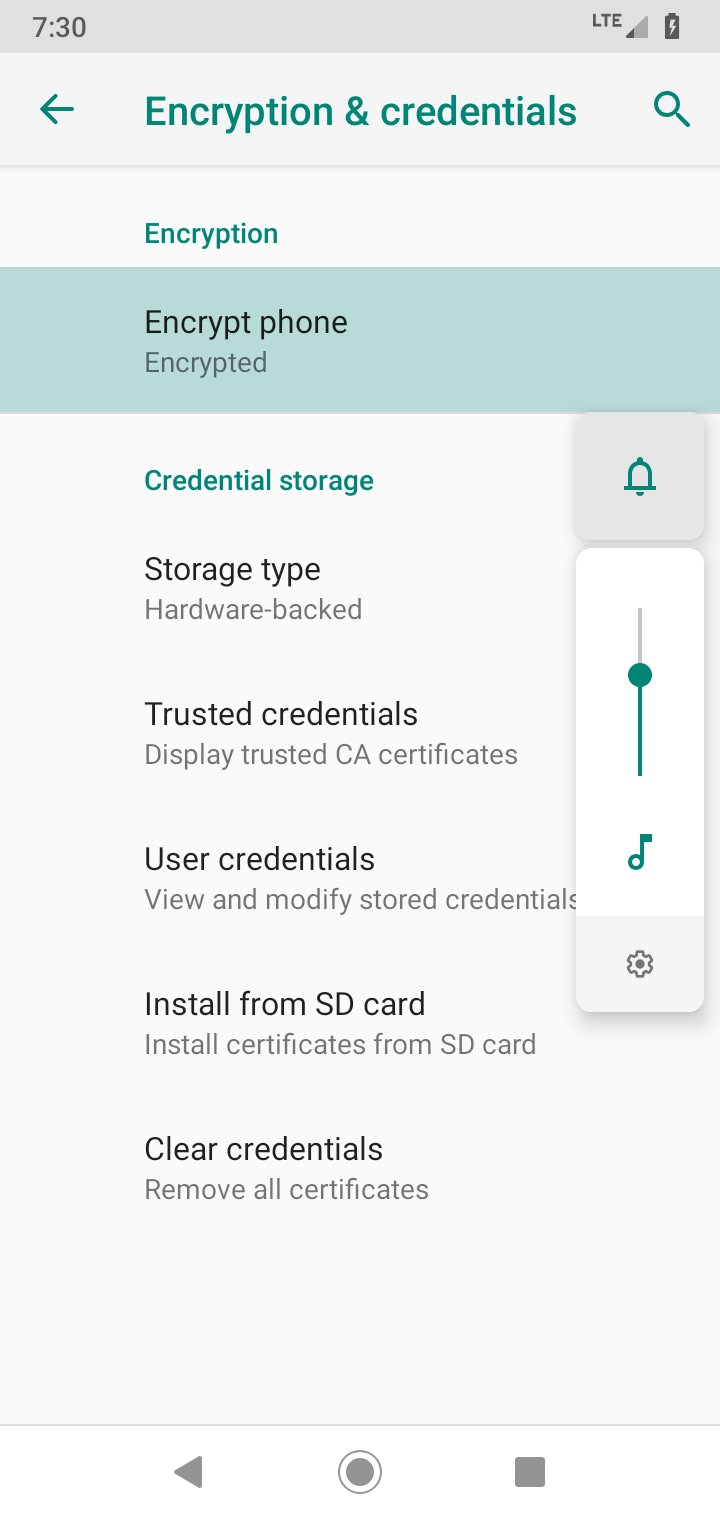 7:30
LTE
Encryption & credentials
Encryption
Encrypt phone
Encrypted
Credential storage
Storage type
Hardware-backed
Trusted credentials
Display trusted CA certificates
User credentials
View and modify stored credentials
Install from SD card
Install certificates from SD card
Clear credentials
Remove all certificates